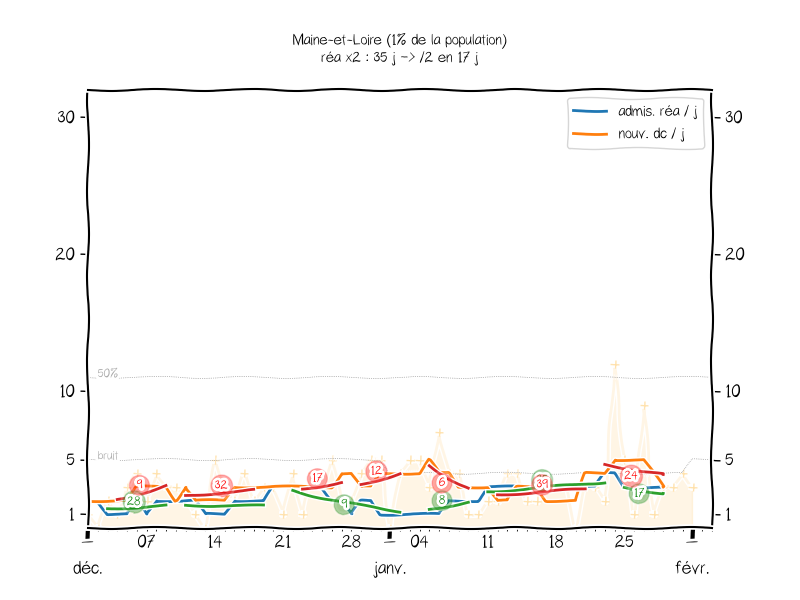 Maine-et-Loire (1% de la population)
réa x2 : 35 j -> /2 en 17 j
admis. réa / j
nouv. dc / j
30 30
20 20
50%
10 10
bruit
5 5
9 32 17 12 6 39 24
28 9 8 17
1 1
07 14 21 28 04 11 18 25
déc. janv. févr.